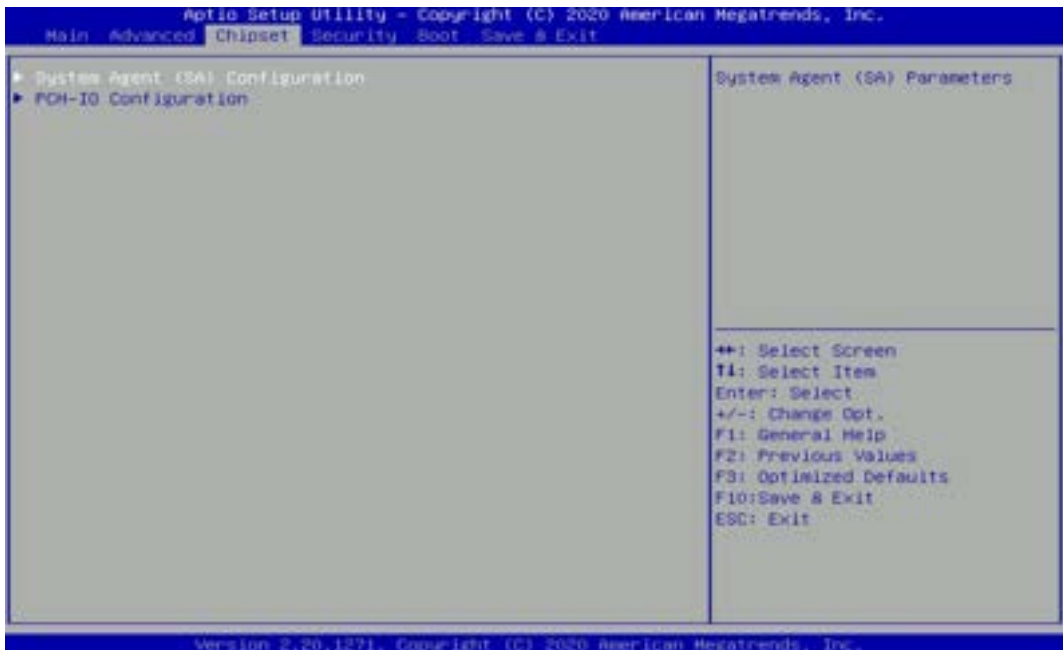 Aptio Setup Utility – Copyright (C) 2020 American Megatrends, Inc.
Main Advanced Chipset Security Boot Save & Exit
► System Agent (SA) Configuration
► PCH-IO Configuration
System Agent (SA) Parameters
↔: Select Screen
↑↓: Select Item
Enter: Select
+/-: Change Opt.
F1: General Help
F2: Previous Values
F3: Optimized Defaults
F10:Save & Exit
ESC: Exit
Version 2.20.1271. Copyright (C) 2020 American Megatrends, Inc.